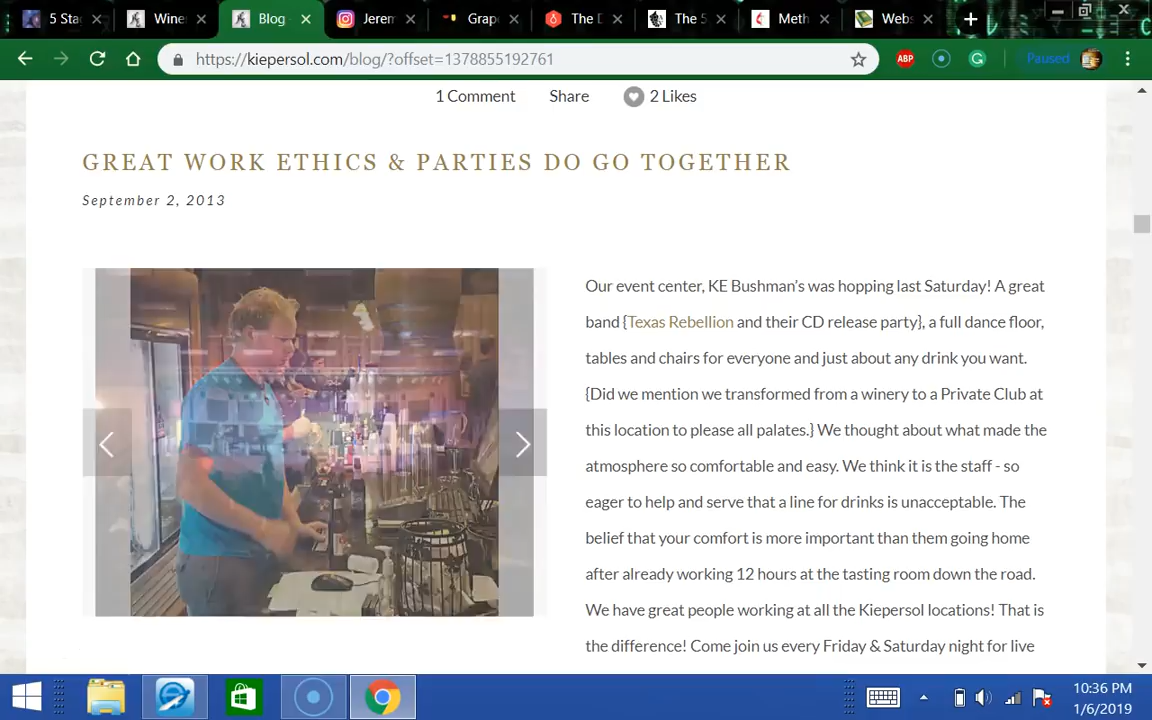 5 Sta
Wine
Blog
Jerem
Grap
The D
The 5
Meth
Webs
https://kiepersol.com/blog/?offset=1378855192761
ABP
Paused
1 Comment Share 2 Likes
GREAT WORK ETHICS & PARTIES DO GO TOGETHER
September 2, 2013
Our event center, KE Bushman's was hopping last Saturday! A great
band {Texas Rebellion and their CD release party}, a full dance floor,
tables and chairs for everyone and just about any drink you want.
{Did we mention we transformed from a winery to a Private Club at
this location to please all palates.} We thought about what made the
atmosphere so comfortable and easy. We think it is the staff - so
eager to help and serve that a line for drinks is unacceptable. The
belief that your comfort is more important than them going home
after already working 12 hours at the tasting room down the road.
We have great people working at all the Kiepersol locations! That is
the difference! Come join us every Friday & Saturday night for live
10:36 PM
1/6/2019